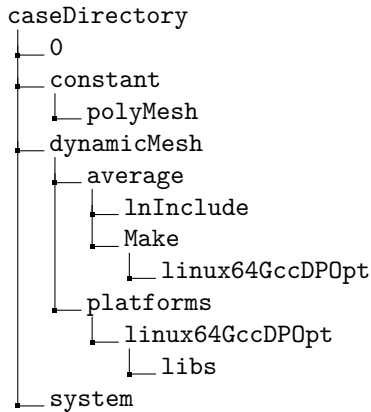 caseDirectory
0
constant
polyMesh
dynamicMesh
average
lnInclude
Make
linux64GccDPOpt
platforms
linux64GccDPOpt
libs
system